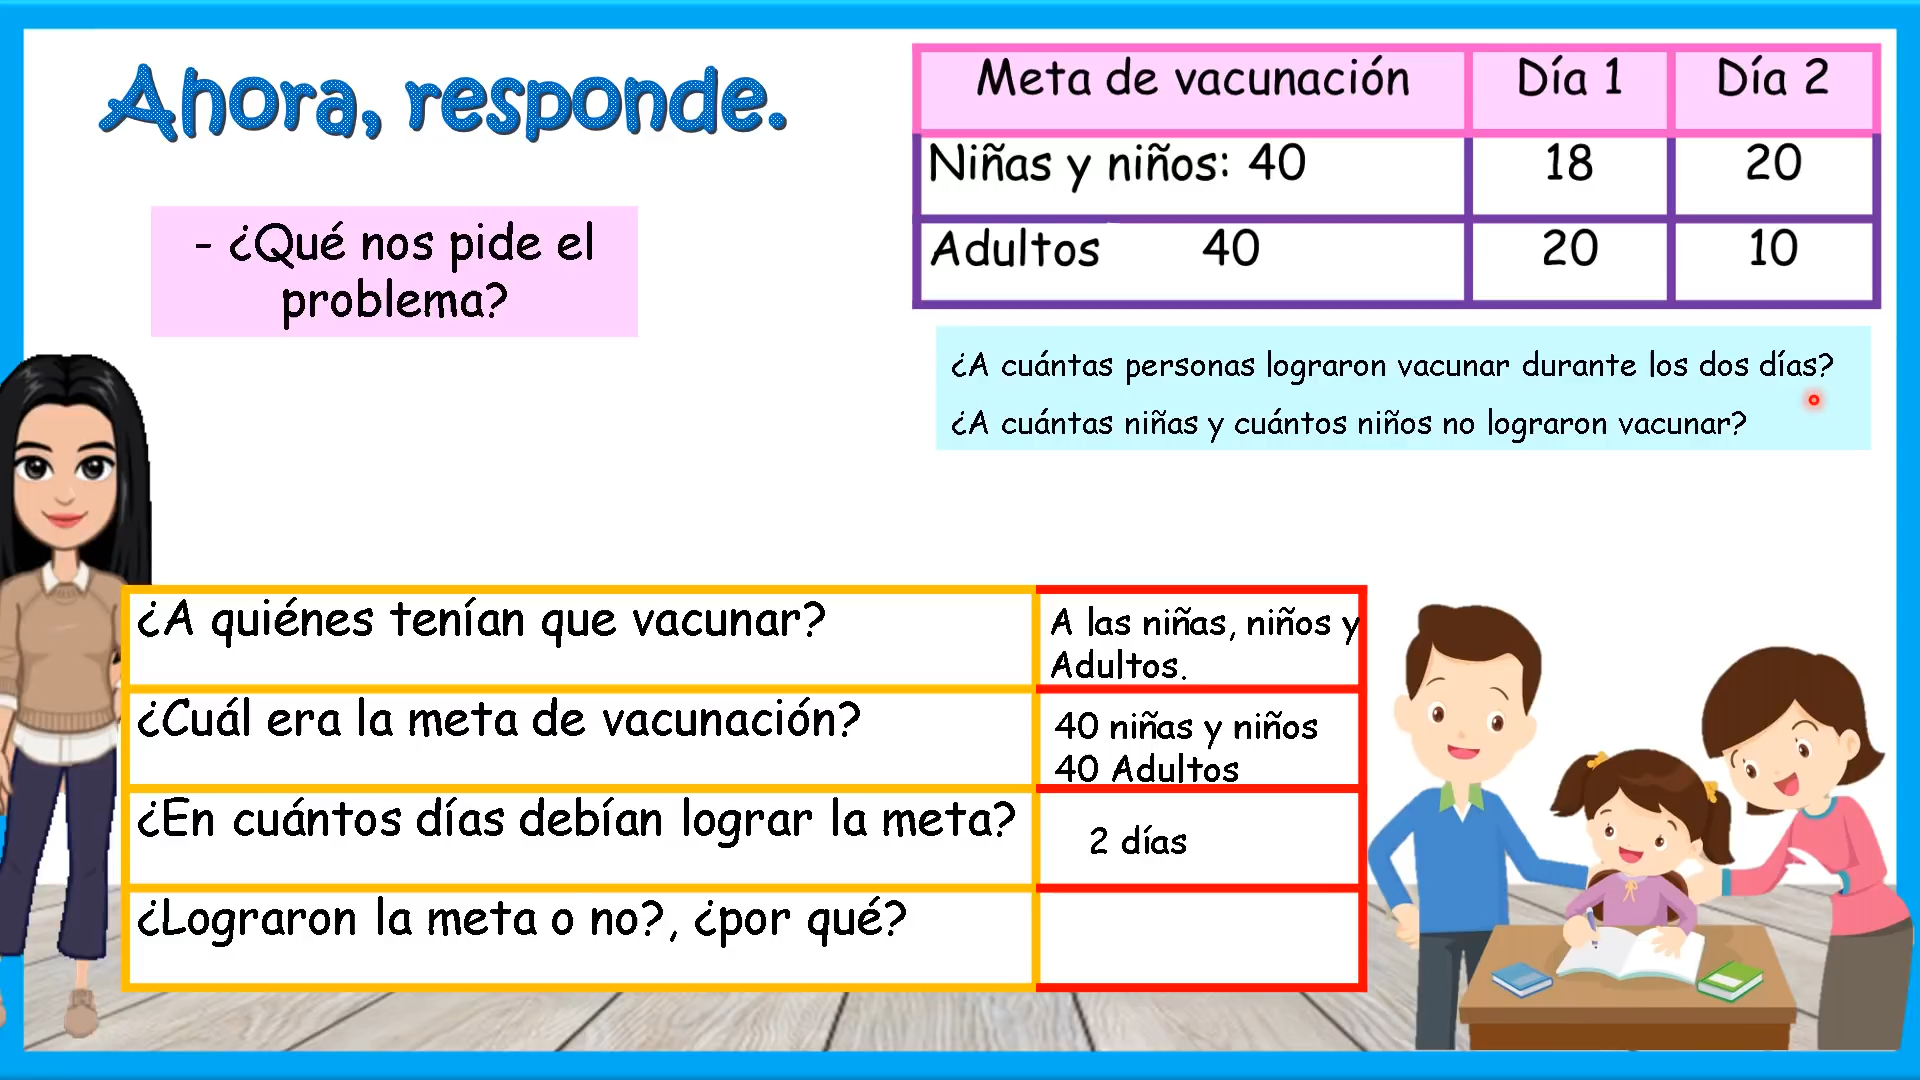 Ahora, responde.
- ¿Qué nos pide el
problema?
Meta de vacunación Día 1 Día 2
Niñas y niños: 40 18 20
Adultos 40 20 10
¿A cuántas personas lograron vacunar durante los dos días?
¿A cuántas niñas y cuántos niños no lograron vacunar?
¿A quiénes tenían que vacunar?
A las niñas, niños y
Adultos.
¿Cuál era la meta de vacunación?
40 niñas y niños
40 Adultos
¿En cuántos días debían lograr la meta?
2 días
¿Lograron la meta o no?, ¿por qué?